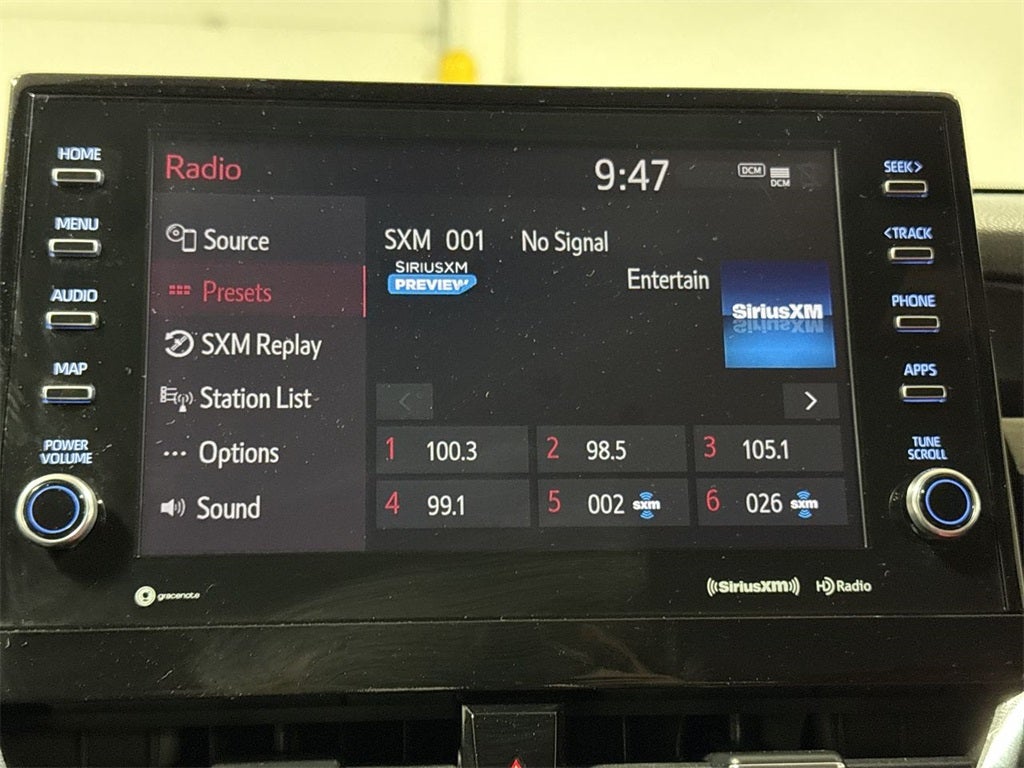 HOME
MENU
AUDIO
MAP
POWER
VOLUME
Radio
9:47
DCM
DCM
Source
Presets
SXM Replay
Station List
Options
Sound
SXM 001 No Signal
SIRIUSXM
PREVIEW
Entertain
SiriusXM
1 100.3
2 98.5
3 105.1
4 99.1
5 002 sxm
6 026 sxm
SEEK>
<TRACK
PHONE
APPS
TUNE
SCROLL
gracenote
SiriusXM
HD Radio